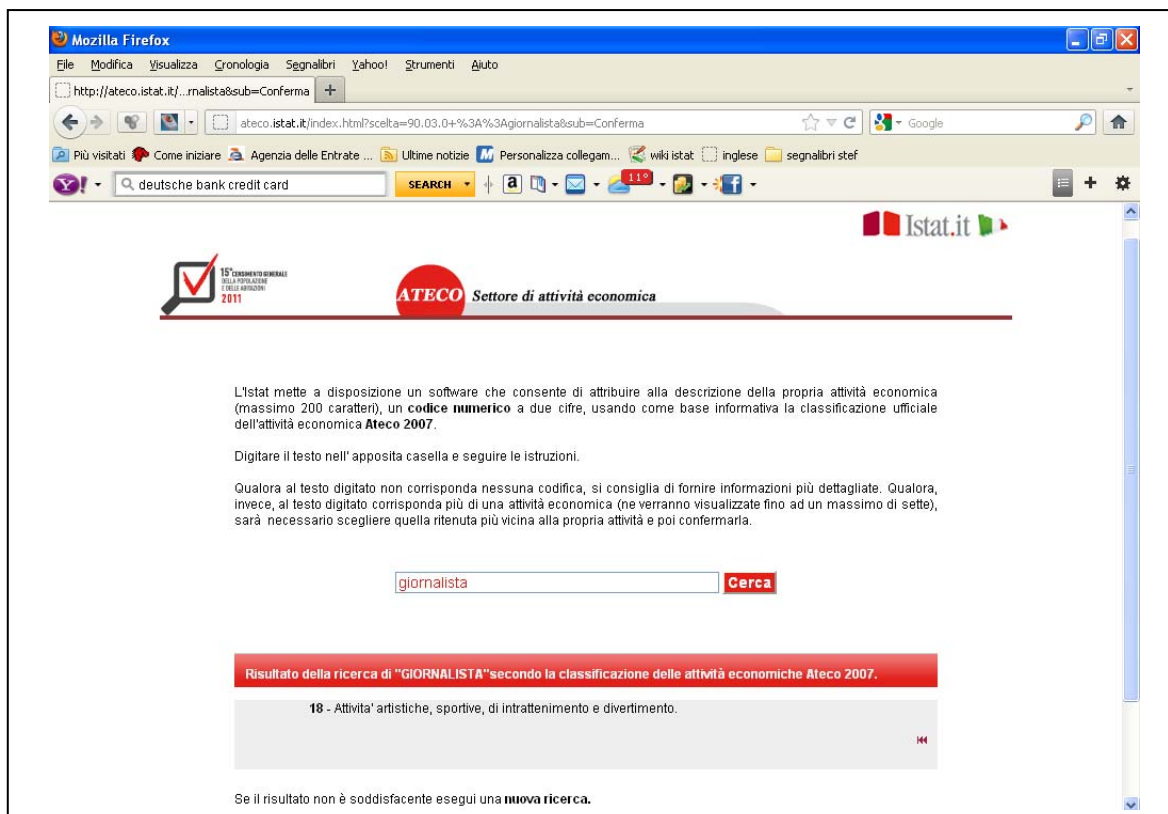 Mozilla Firefox
File Modifica Visualizza Cronologia Segnalibri Yahoo! Strumenti Aiuto
http://ateco.istat.it/...rnalista&sub=Conferma
ateco.istat.it/index.html?scelta=90.03.0+%3A%3Agiornalista&sub=Conferma
Google
Più visitati Come iniziare Agenzia delle Entrate ... Ultime notizie Personalizza collegam... wiki istat inglese segnalibri stef
Y! deutsche bank credit card SEARCH a 11° f
Istat.it
15° CENSIMENTO GENERALE
DELLA POPOLAZIONE
E DELLE ABITAZIONI
2011
ATECO Settore di attività economica
L'Istat mette a disposizione un software che consente di attribuire alla descrizione della propria attività economica
(massimo 200 caratteri), un codice numerico a due cifre, usando come base informativa la classificazione ufficiale
dell'attività economica Ateco 2007.
Digitare il testo nell' apposita casella e seguire le istruzioni.
Qualora al testo digitato non corrisponda nessuna codifica, si consiglia di fornire informazioni più dettagliate. Qualora,
invece, al testo digitato corrisponda più di una attività economica (ne verranno visualizzate fino ad un massimo di sette),
sarà necessario scegliere quella ritenuta più vicina alla propria attività e poi confermarla.
giornalista Cerca
Risultato della ricerca di "GIORNALISTA"secondo la classificazione delle attività economiche Ateco 2007.
18 - Attivita' artistiche, sportive, di intrattenimento e divertimento.
Se il risultato non è soddisfacente esegui una nuova ricerca.